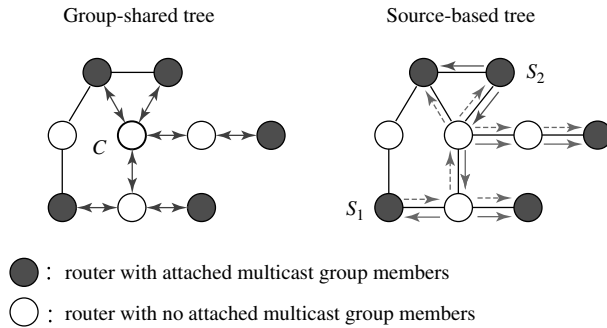 Group-shared tree
Source-based tree
S2
C
S1
: router with attached multicast group members
: router with no attached multicast group members